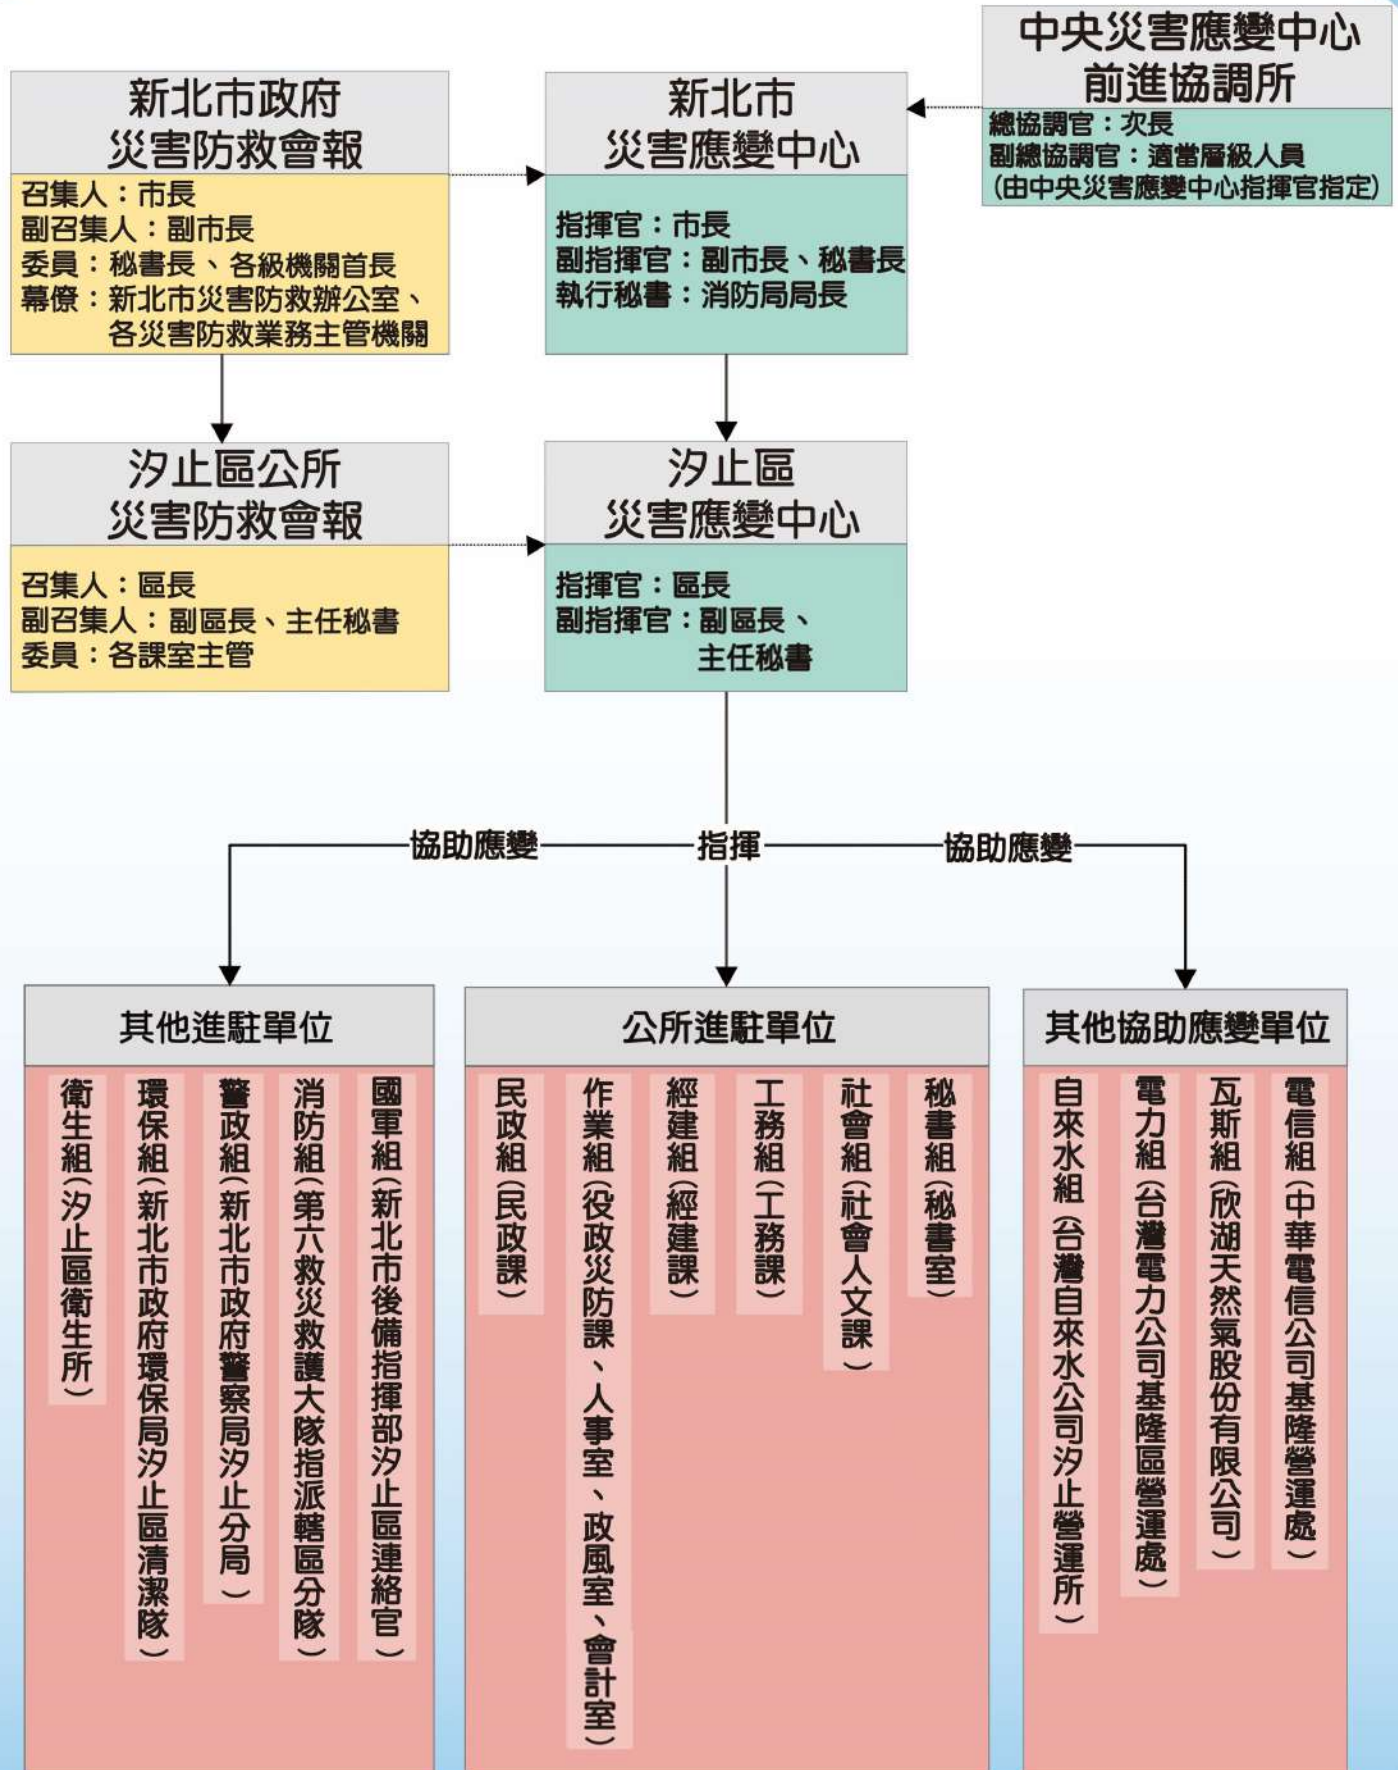 中央災害應變中心
前進協調所
總協調官：次長
副總協調官：適當層級人員
(由中央災害應變中心指揮官指定)
新北市政府
災害防救會報
召集人：市長
副召集人：副市長
委員：秘書長、各級機關首長
幕僚：新北市災害防救辦公室、
各災害防救業務主管機關
新北市
災害應變中心
指揮官：市長
副指揮官：副市長、秘書長
執行秘書：消防局局長
汐止區公所
災害防救會報
召集人：區長
副召集人：副區長、主任秘書
委員：各課室主管
汐止區
災害應變中心
指揮官：區長
副指揮官：副區長、
主任秘書
協助應變
指揮
協助應變
其他進駐單位
衛生組(汐止區衛生所)
環保組(新北市政府環保局汐止區清潔隊)
警政組(新北市政府警察局汐止分局)
消防組(第六救災救護大隊指派轄區分隊)
國軍組(新北市後備指揮部汐止區連絡官)
公所進駐單位
民政組(民政課)
作業組(役政災防課、人事室、政風室、會計室)
經建組(經建課)
工務組(工務課)
社會組(社會人文課)
秘書組(秘書室)
其他協助應變單位
自來水組(台灣自來水公司汐止營運所)
電力組(台灣電力公司基隆區營運處)
瓦斯組(欣湖天然氣股份有限公司)
電信組(中華電信公司基隆營運處)